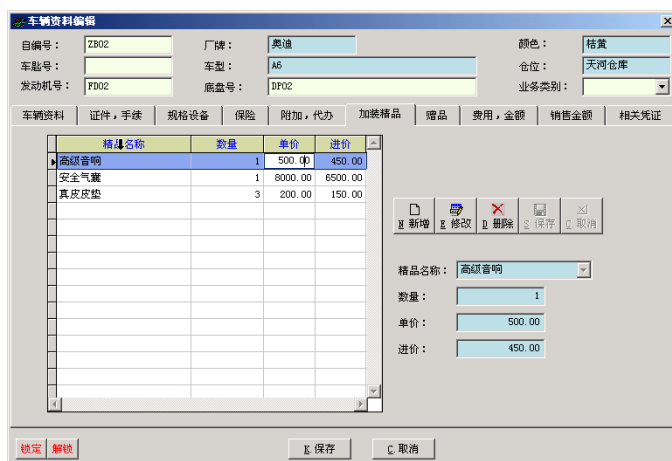 车辆资料编辑
自编号： ZB02 厂牌： 奥迪 颜色： 桔黄
车匙号： 车型： A6 仓位： 天河仓库
发动机号： FD02 底盘号： DP02 业务类别：
车辆资料 证件，手续 规格设备 保险 附加，代办 加装精品 赠品 费用，金额 销售金额 相关凭证
精品名称 数量 单价 进价
高级音响 1 500.00 450.00
安全气囊 1 8000.00 6500.00
真皮皮垫 3 200.00 150.00
N 新增 E 修改 D 删除 S 保存 C 取消
精品名称： 高级音响
数量： 1
单价： 500.00
进价： 450.00
锁定 解锁 K 保存 C 取消